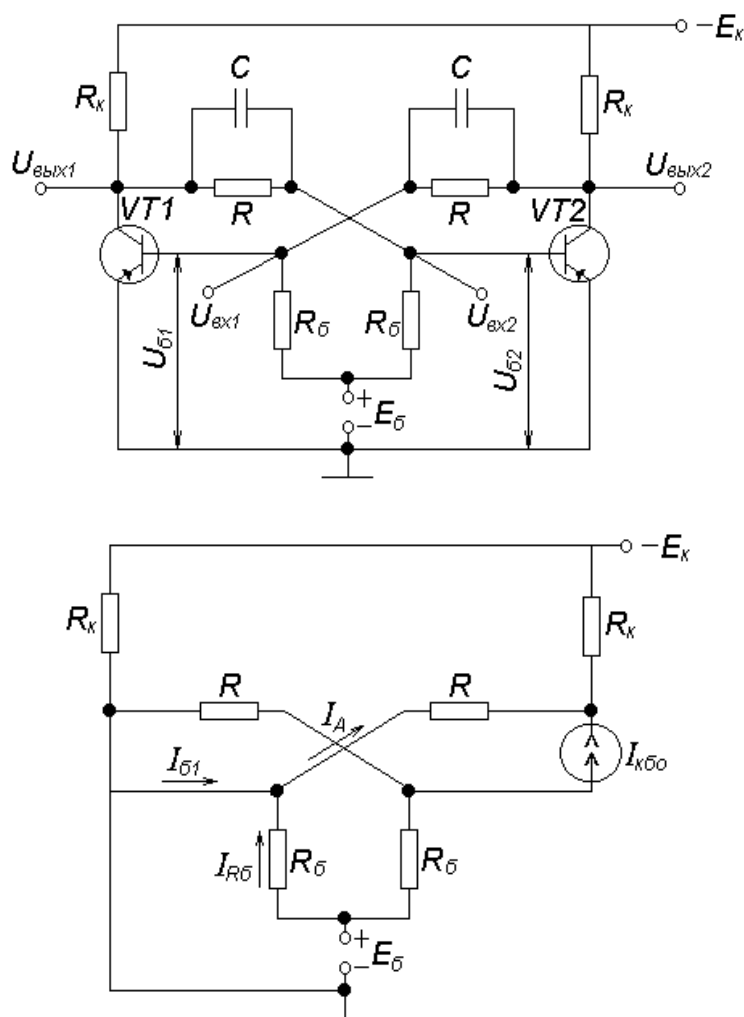 −Eк
C C
Rк Rк
Uвых1 Uвых2
VT1 R R VT2
Uвх1 Rб Rб Uвх2
Uб1 Uб2
+
− Eб
−Eк
Rк Rк
R R
IА
Iб1 Iкбо
IRб Rб Rб
+
− Eб